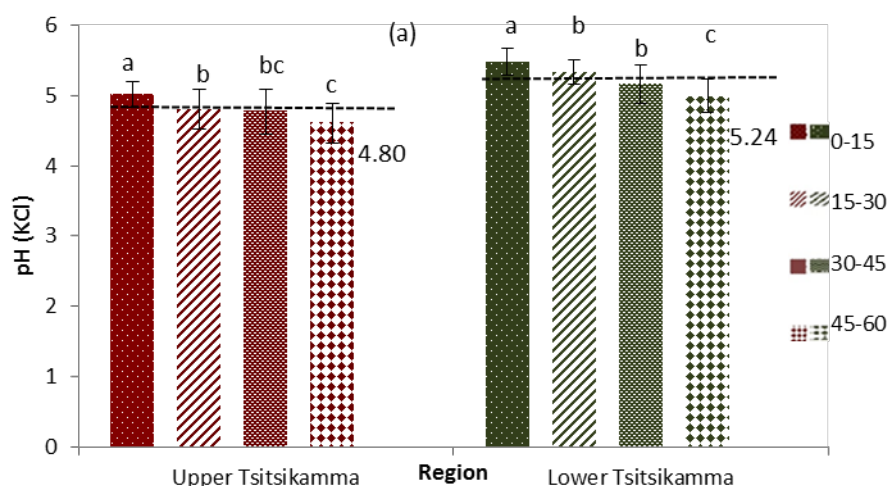 6
5
4
3
2
1
0
pH (KCl)
(a)
a
b
bc
c
4.80
a
b
b
c
5.24
0-15
15-30
30-45
45-60
Upper Tsitsikamma
Region
Lower Tsitsikamma